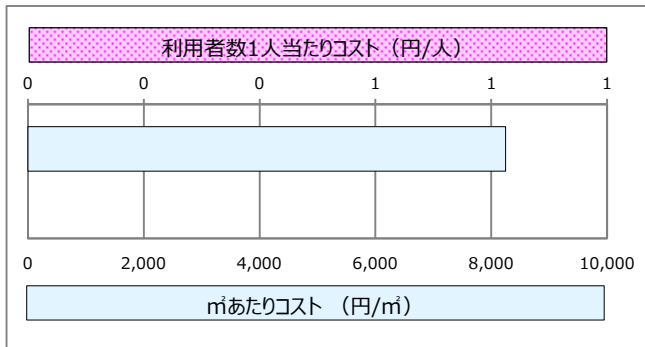 利用者数1人当たりコスト（円/人）
0 0 0 1 1 1
0 2,000 4,000 6,000 8,000 10,000
㎡あたりコスト （円/㎡）